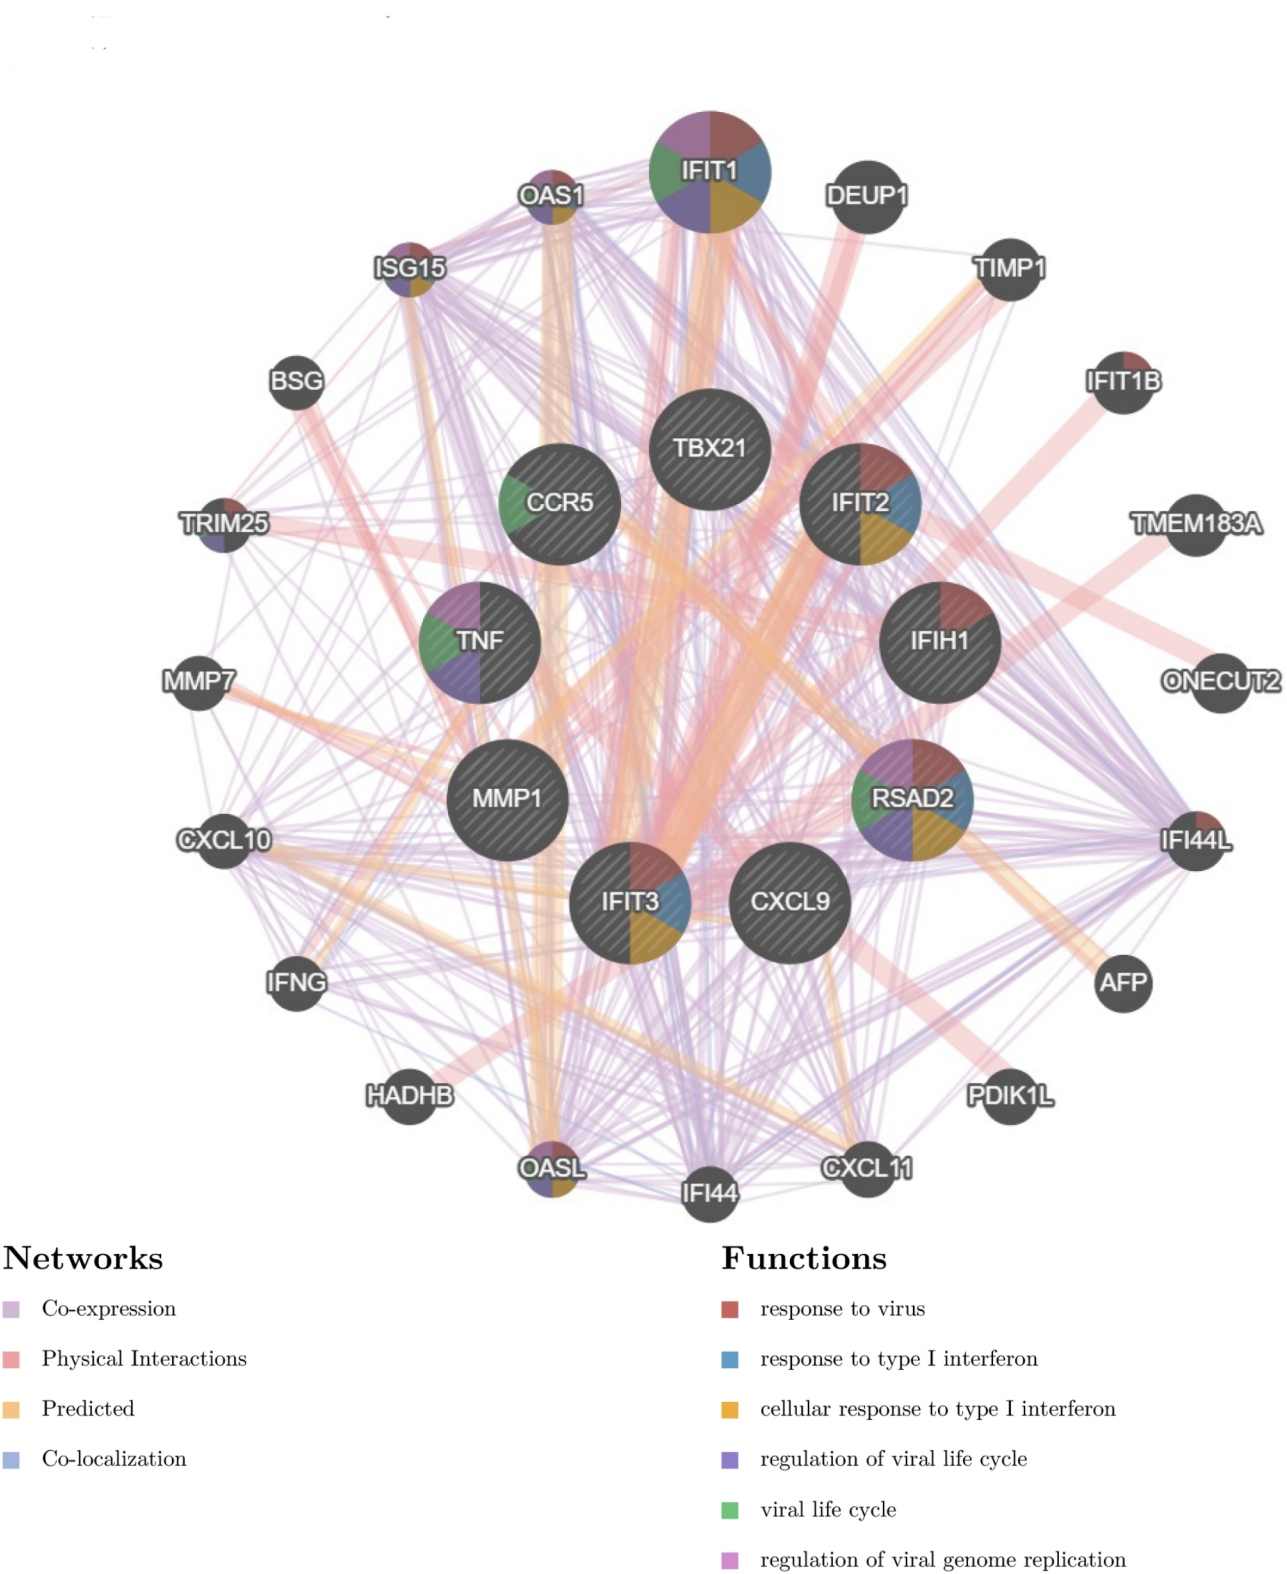 IFIT1
DEUP1
OAS1
TIMP1
ISG15
BSG
IFIT1B
TBX21
CCR5
IFIT2
TRIM25
TMEM183A
TNF
IFIH1
MMP7
ONECUT2
MMP1
RSAD2
CXCL10
IFI44L
IFIT3
CXCL9
IFNG
AFP
HADHB
PDIK1L
OASL
CXCL11
IFI44
Networks
Co-expression
Physical Interactions
Predicted
Co-localization
Functions
response to virus
response to type I interferon
cellular response to type I interferon
regulation of viral life cycle
viral life cycle
regulation of viral genome replication